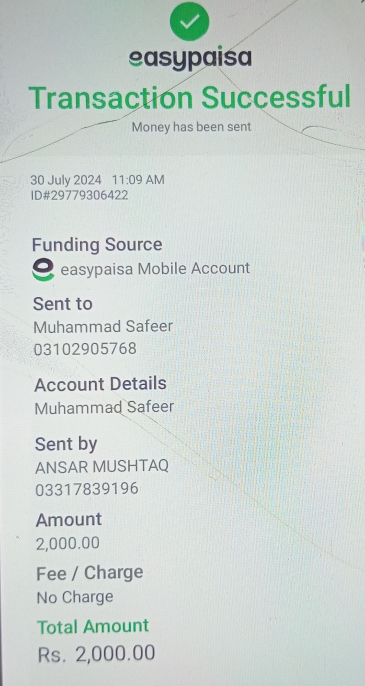 easypaisa
Transaction Successful
Money has been sent
30 July 2024 11:09 AM
ID#29779306422
Funding Source
easypaisa Mobile Account
Sent to
Muhammad Safeer
03102905768
Account Details
Muhammad Safeer
Sent by
ANSAR MUSHTAQ
03317839196
Amount
2,000.00
Fee / Charge
No Charge
Total Amount
Rs. 2,000.00